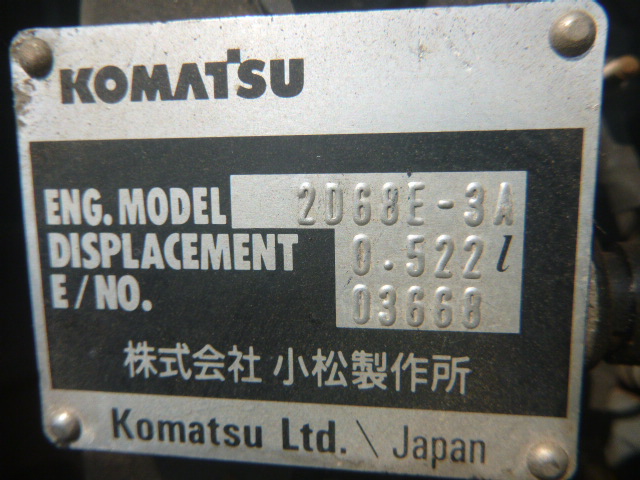 KOMATSU
ENG. MODEL 2D68E-3A
DISPLACEMENT 0.522 l
E/NO. 03668
株式会社 小松製作所
Komatsu Ltd. \ Japan